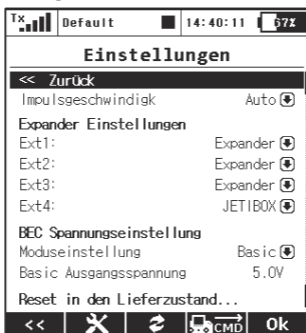 Tx Default 14:40:11 67%
Einstellungen
<< Zurück
Impulsgeschwindigk Auto
Expander Einstellungen
Ext1: Expander
Ext2: Expander
Ext3: Expander
Ext4: JETIBOX
BEC Spannungseinstellung
Moduseinstellung Basic
Basic Ausgangsspannung 5.0V
Reset in den Lieferzustand...
<< CMD Ok